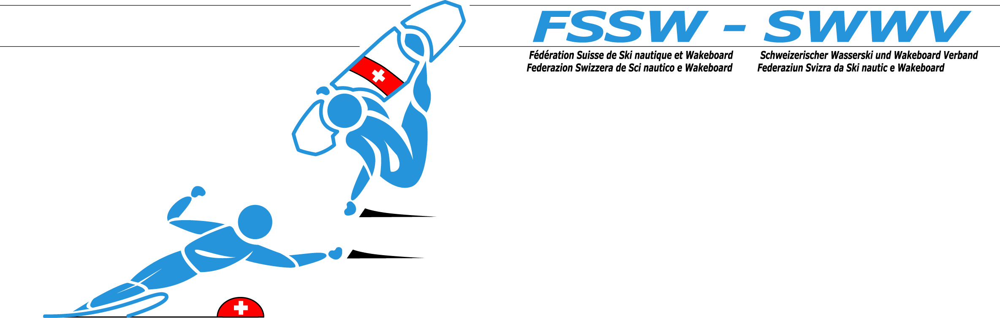 FSSW - SWWV
Fédération Suisse de Ski nautique et Wakeboard
Federazion Swizzera de Sci nautico e Wakeboard
Schweizerischer Wasserski und Wakeboard Verband
Federaziun Svizra da Ski nautic e Wakeboard